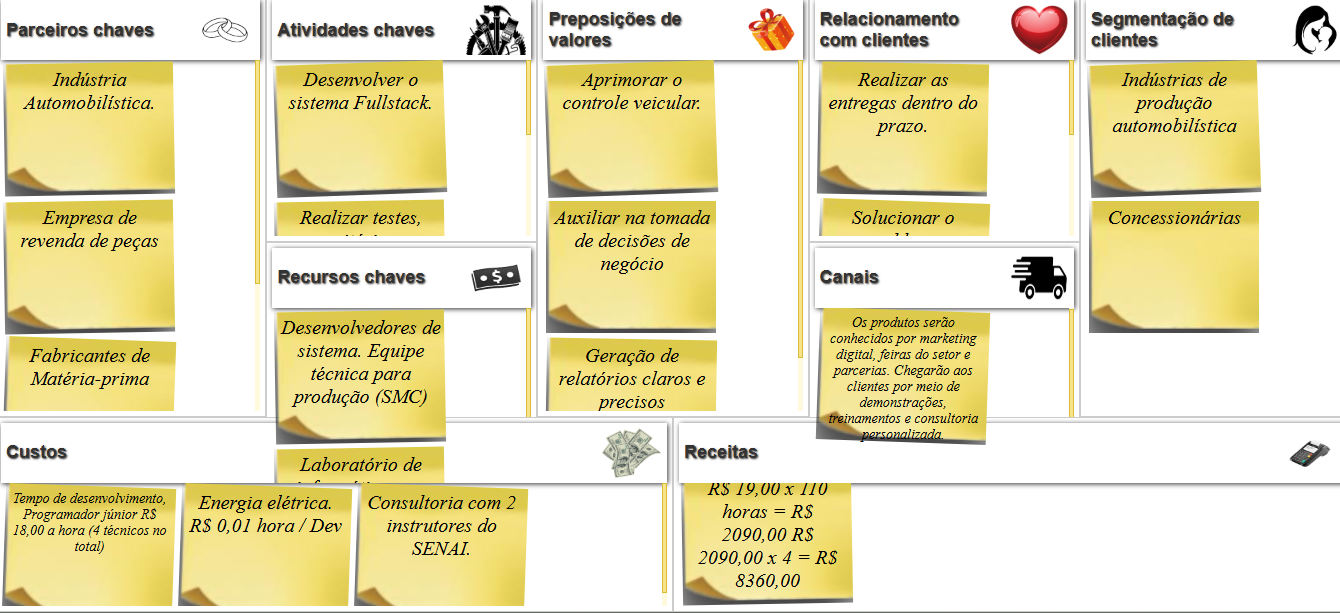 Parceiros chaves
Indústria
Automobilística.
Empresa de
revenda de peças
Fabricantes de
Matéria-prima
Atividades chaves
Desenvolver o
sistema Fullstack.
Realizar testes,
Recursos chaves
Desenvolvedores de
sistema. Equipe
técnica para
produção (SMC)
Laboratório de
Preposições de
valores
Aprimorar o
controle veicular.
Auxiliar na tomada
de decisões de
negócio
Geração de
relatórios claros e
precisos
Relacionamento
com clientes
Realizar as
entregas dentro do
prazo.
Solucionar o
Canais
Os produtos serão
conhecidos por marketing
digital, feiras do setor e
parcerias. Chegarão aos
clientes por meio de
demonstrações,
treinamentos e consultoria
personalizada.
Segmentação de
clientes
Indústrias de
produção
automobilística
Concessionárias
Custos
Tempo de desenvolvimento,
Programador júnior R$
18,00 a hora (4 técnicos no
total)
Energia elétrica.
R$ 0,01 hora / Dev
Consultoria com 2
instrutores do
SENAI.
Receitas
R$ 19,00 x 110
horas = R$
2090,00 R$
2090,00 x 4 = R$
8360,00